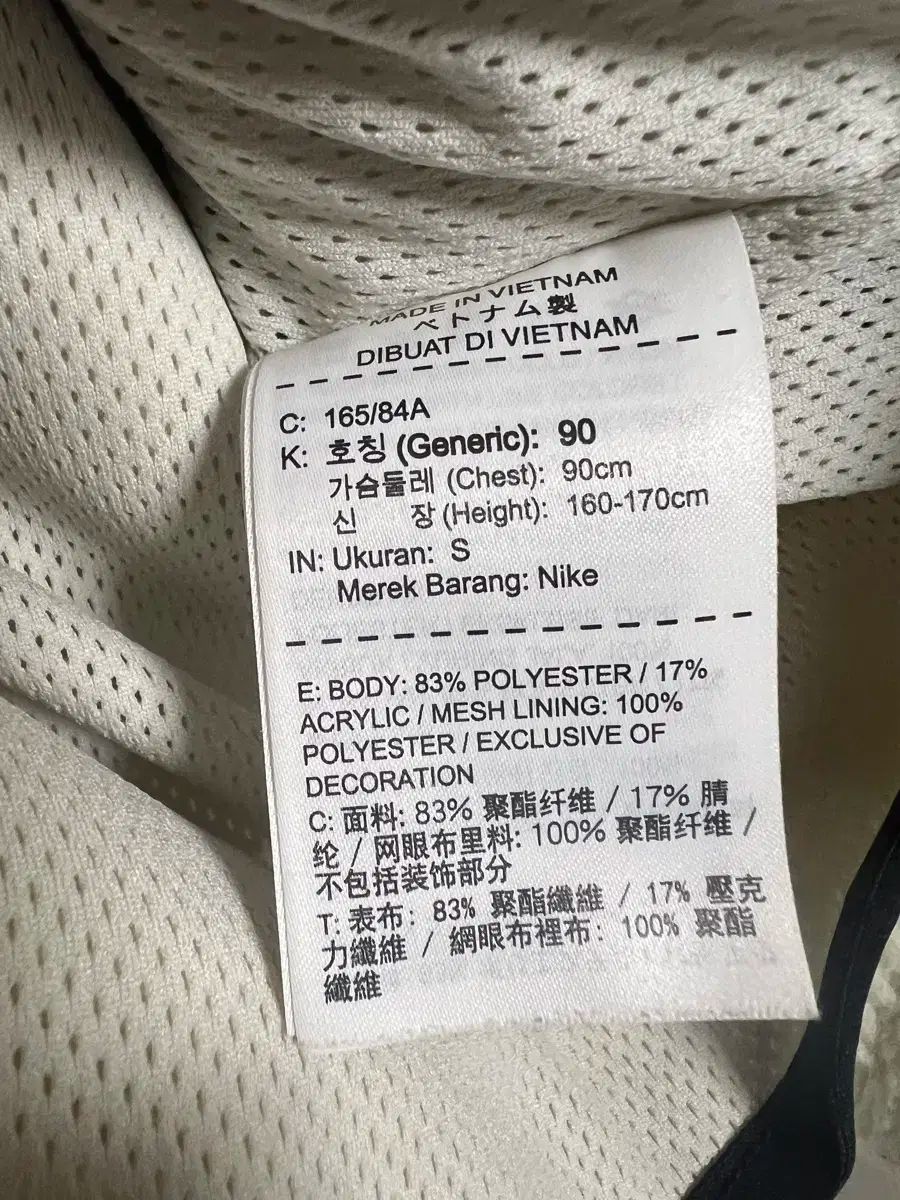 MADE IN VIETNAM
ベトナム製
DIBUAT DI VIETNAM
C: 165/84A
K: 호칭 (Generic): 90
가슴둘레 (Chest): 90cm
신 장 (Height): 160-170cm
IN: Ukuran: S
Merek Barang: Nike
E: BODY: 83% POLYESTER / 17%
ACRYLIC / MESH LINING: 100%
POLYESTER / EXCLUSIVE OF
DECORATION
C: 面料: 83% 聚酯纤维 / 17% 腈
纶 / 网眼布里料: 100% 聚酯纤维 /
不包括装饰部分
T: 表布: 83% 聚酯纖維 / 17% 壓克
力纖維 / 網眼布裡布: 100% 聚酯
纖維